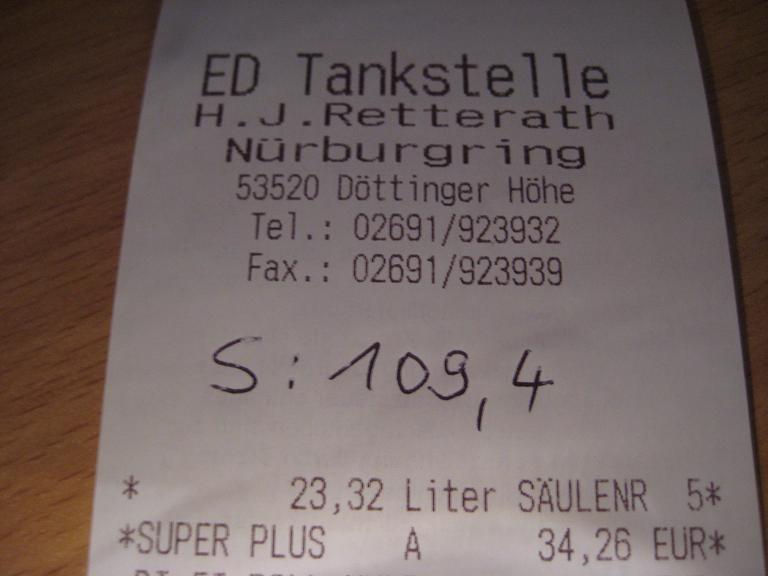 ED Tankstelle
H.J.Retterath
Nürburgring
53520 Döttinger Höhe
Tel.: 02691/923932
Fax.: 02691/923939
S: 109,4
* 23,32 Liter SÄULENR 5*
*SUPER PLUS A 34,26 EUR*